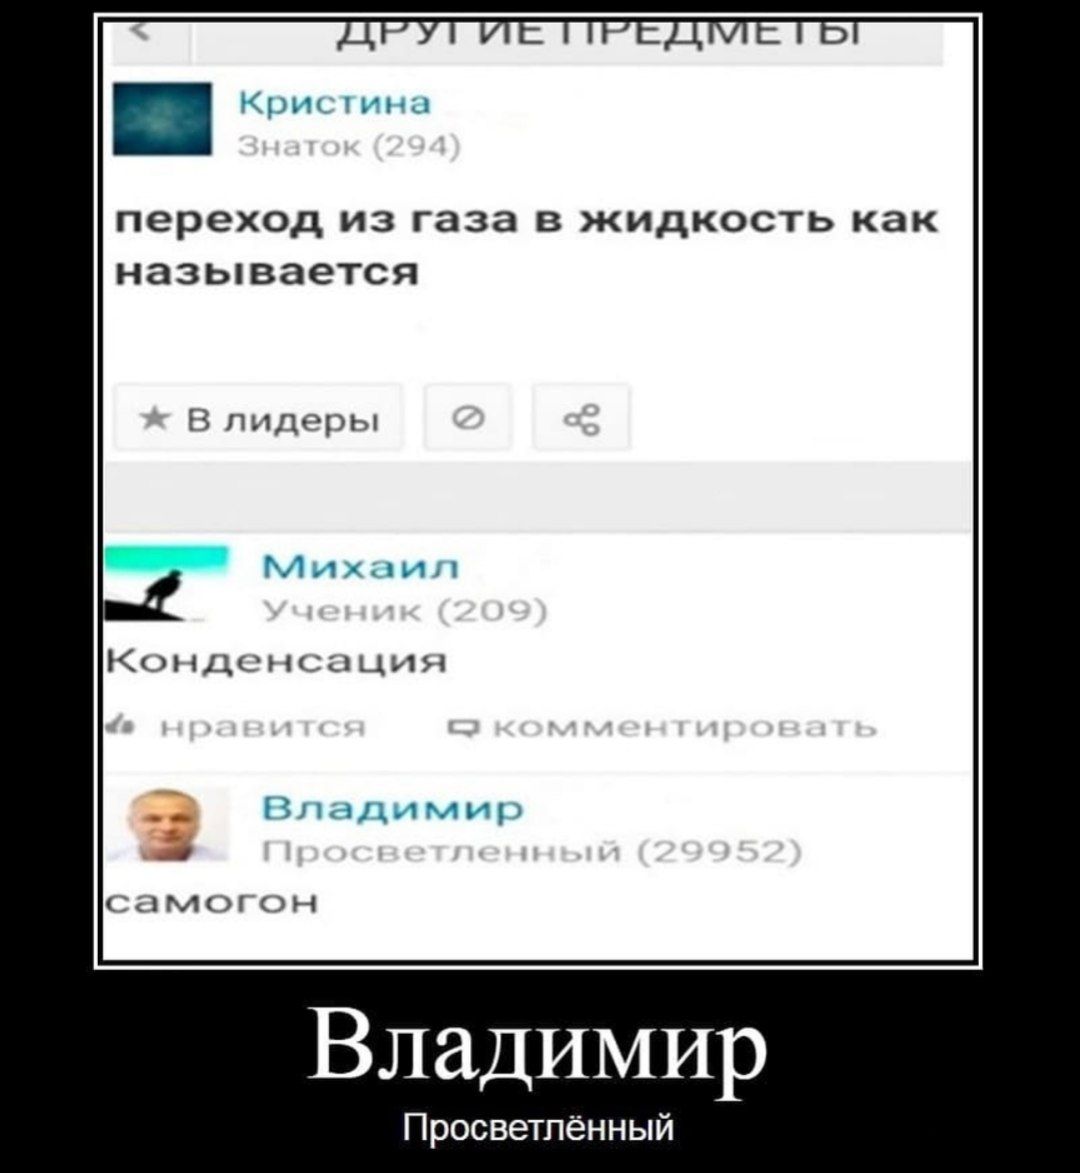 ДРУГИЕ ПРЕДМЕТЫ
Кристина
Знаток (294)
переход из газа в жидкость как
называется
В лидеры
Михаил
Ученик (209)
Конденсация
нравится комментировать
Владимир
Просветленный (29952)
самогон
Владимир
Просветлённый